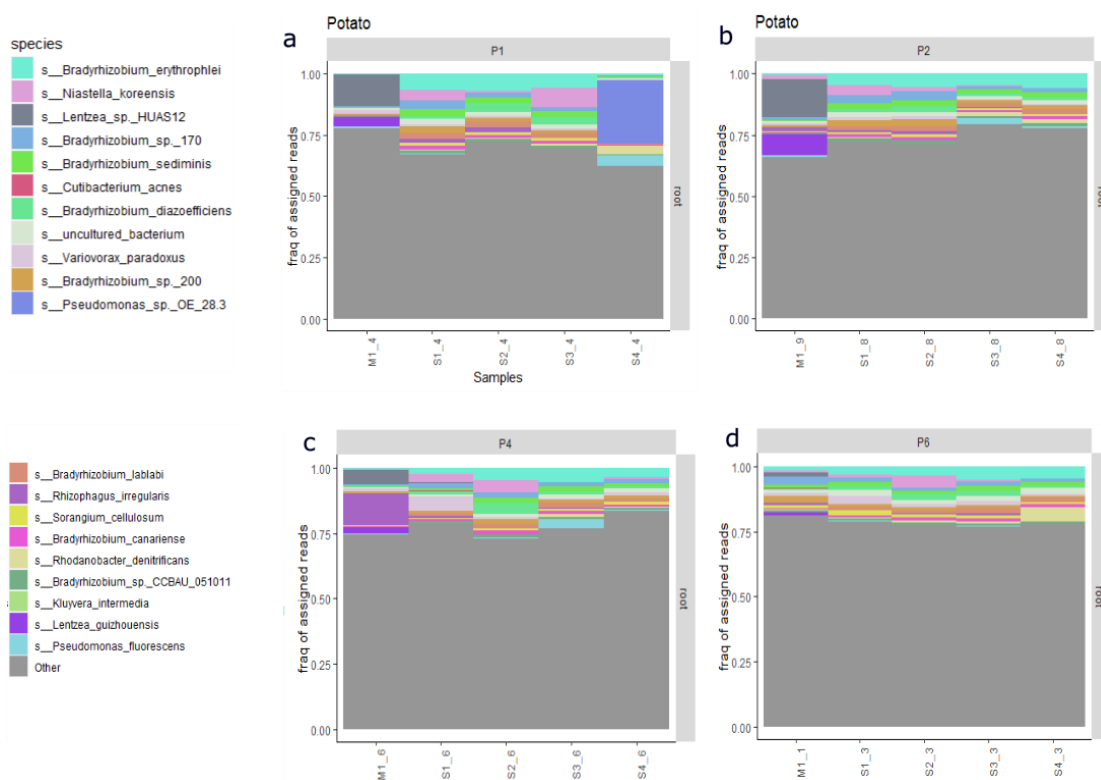 Potato
a
P1
species
s__Bradyrhizobium_erythrophlei
s__Niastella_koreensis
s__Lentzea_sp._HUAS12
s__Bradyrhizobium_sp._170
s__Bradyrhizobium_sediminis
s__Cutibacterium_acnes
s__Bradyrhizobium_diazoefficiens
s__uncultured_bacterium
s__Variovorax_paradoxus
s__Bradyrhizobium_sp._200
s__Pseudomonas_sp._OE_28.3
fraq of assigned reads
1.00
0.75
0.50
0.25
0.00
root
M1_4
S1_4
S2_4
S3_4
S4_4
Samples
Potato
b
P2
fraq of assigned reads
1.00
0.75
0.50
0.25
0.00
root
M1_9
S1_8
S2_8
S3_8
S4_8
s__Bradyrhizobium_lablabi
s__Rhizophagus_irregularis
s__Sorangium_cellulosum
s__Bradyrhizobium_canariense
s__Rhodanobacter_denitrificans
s__Bradyrhizobium_sp._CCBAU_051011
s__Kluyvera_intermedia
s__Lentzea_guizhouensis
s__Pseudomonas_fluorescens
Other
c
P4
fraq of assigned reads
1.00
0.75
0.50
0.25
0.00
root
M1_6
S1_6
S2_6
S3_6
S4_6
d
P6
fraq of assigned reads
1.00
0.75
0.50
0.25
0.00
root
M1_1
S1_3
S2_3
S3_3
S4_3